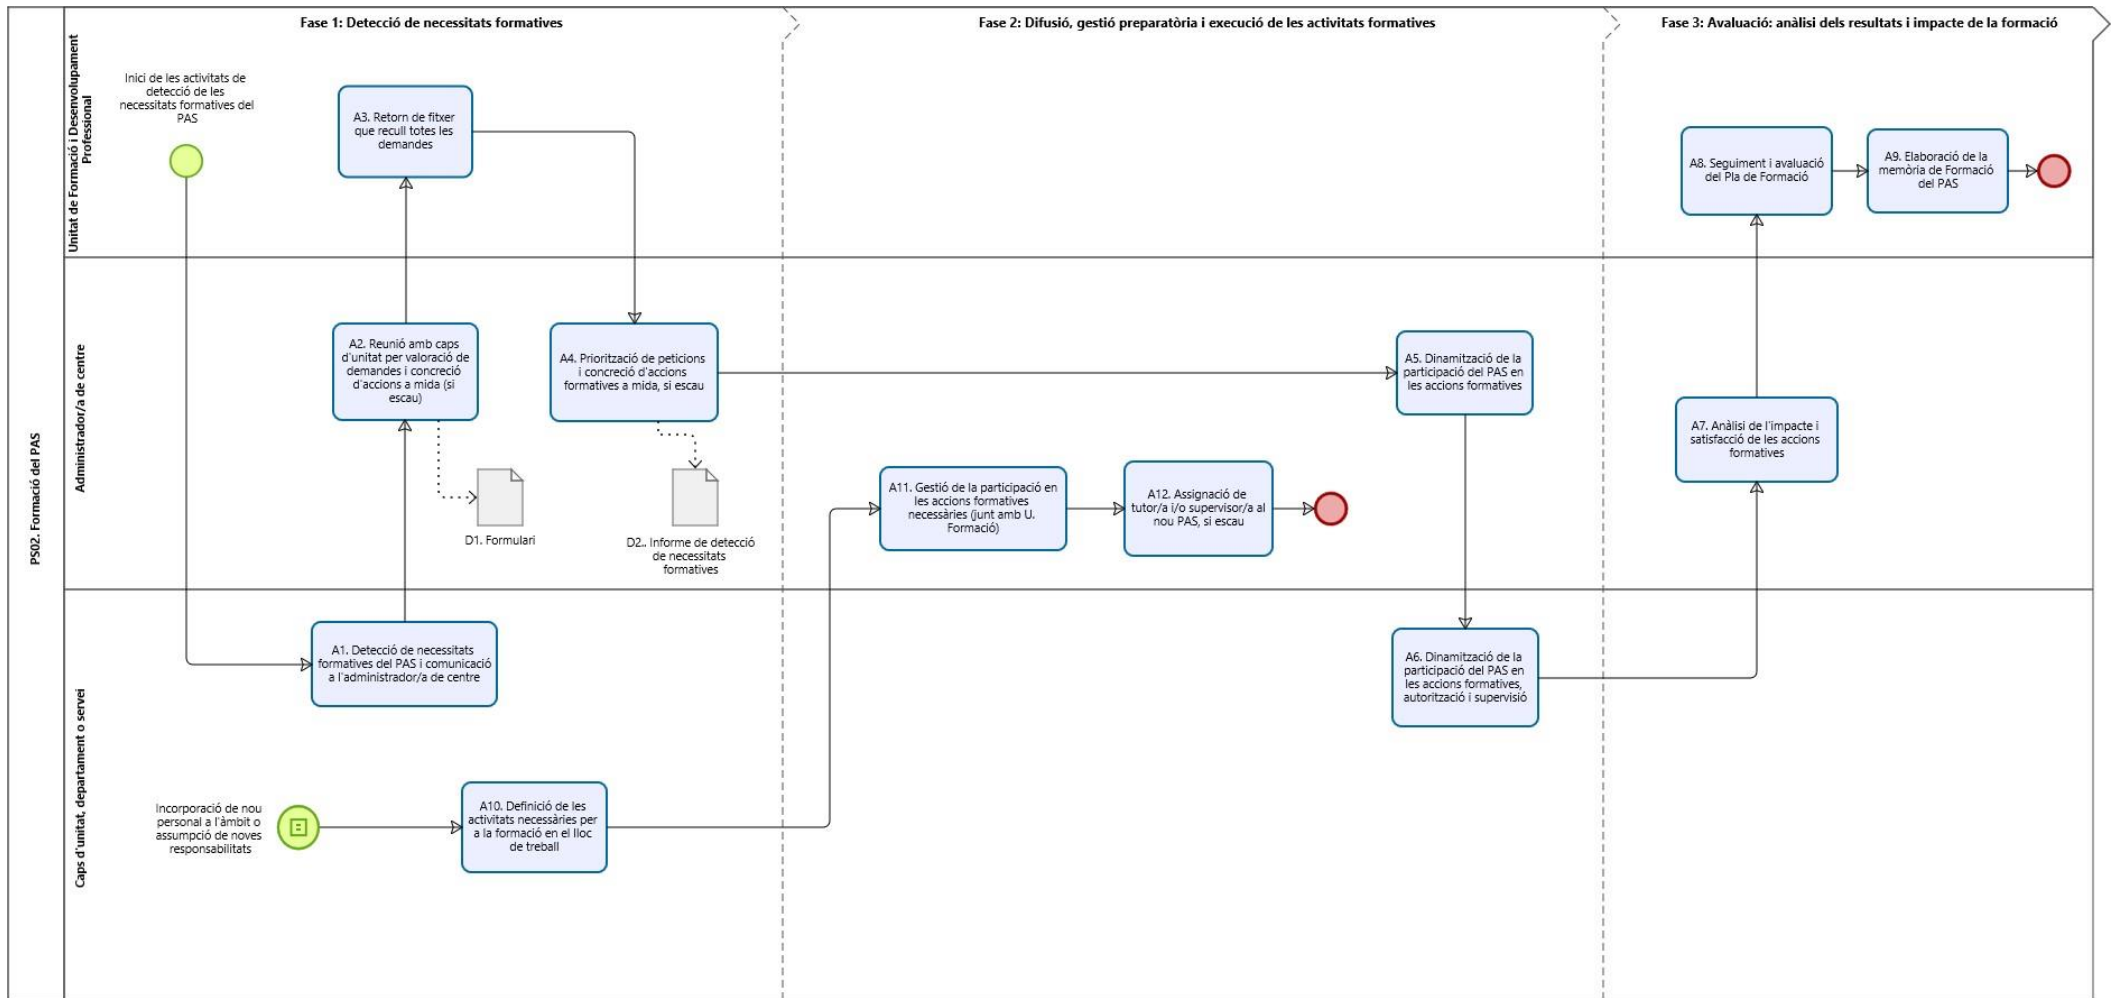 PS02. Formació del PAS
Fase 1: Detecció de necessitats formatives
Fase 2: Difusió, gestió preparatòria i execució de les activitats formatives
Fase 3: Avaluació: anàlisi dels resultats i impacte de la formació
Unitat de Formació i Desenvolupament
Professional
Inici de les activitats de
detecció de les
necessitats formatives del
PAS
A3. Retorn de fitxer
que recull totes les
demandes
A8. Seguiment i avaluació
del Pla de Formació
A9. Elaboració de la
memòria de Formació
del PAS
Administrador/a de centre
A2. Reunió amb caps
d'unitat per valoració de
demandes i concreció
d'accions a mida (si
escau)
A4. Priorització de peticions
i concreció d'accions
formatives a mida, si escau
A5. Dinamització de la
participació del PAS en
les accions formatives
A7. Anàlisi de l'impacte i
satisfacció de les accions
formatives
D1. Formulari
D2.. Informe de detecció
de necessitats
formatives
A11. Gestió de la participació en
les accions formatives
necessàries (junt amb U.
Formació)
A12. Assignació de
tutor/a i/o supervisor/a al
nou PAS, si escau
Caps d'unitat, departament o servei
A1. Detecció de necessitats
formatives del PAS i comunicació
a l'administrador/a de centre
A6. Dinamització de la
participació del PAS en
les accions formatives,
autorització i supervisió
Incorporació de nou
personal a l'àmbit o
assumpció de noves
responsabilitats
A10. Definició de les
activitats necessàries per
a la formació en el lloc
de treball